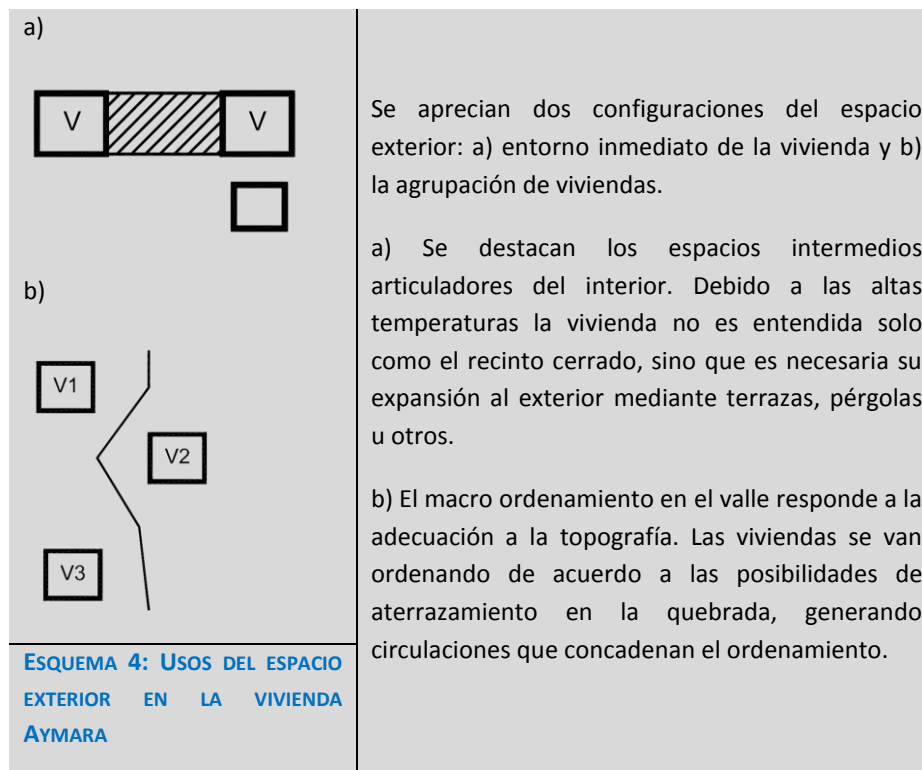 a)
V V
b)
V1
V2
V3
ESQUEMA 4: USOS DEL ESPACIO
EXTERIOR EN LA VIVIENDA
AYMARA
Se aprecian dos configuraciones del espacio
exterior: a) entorno inmediato de la vivienda y b)
la agrupación de viviendas.
a) Se destacan los espacios intermedios
articuladores del interior. Debido a las altas
temperaturas la vivienda no es entendida solo
como el recinto cerrado, sino que es necesaria su
expansión al exterior mediante terrazas, pérgolas
u otros.
b) El macro ordenamiento en el valle responde a la
adecuación a la topografía. Las viviendas se van
ordenando de acuerdo a las posibilidades de
aterrazamiento en la quebrada, generando
circulaciones que concadenan el ordenamiento.